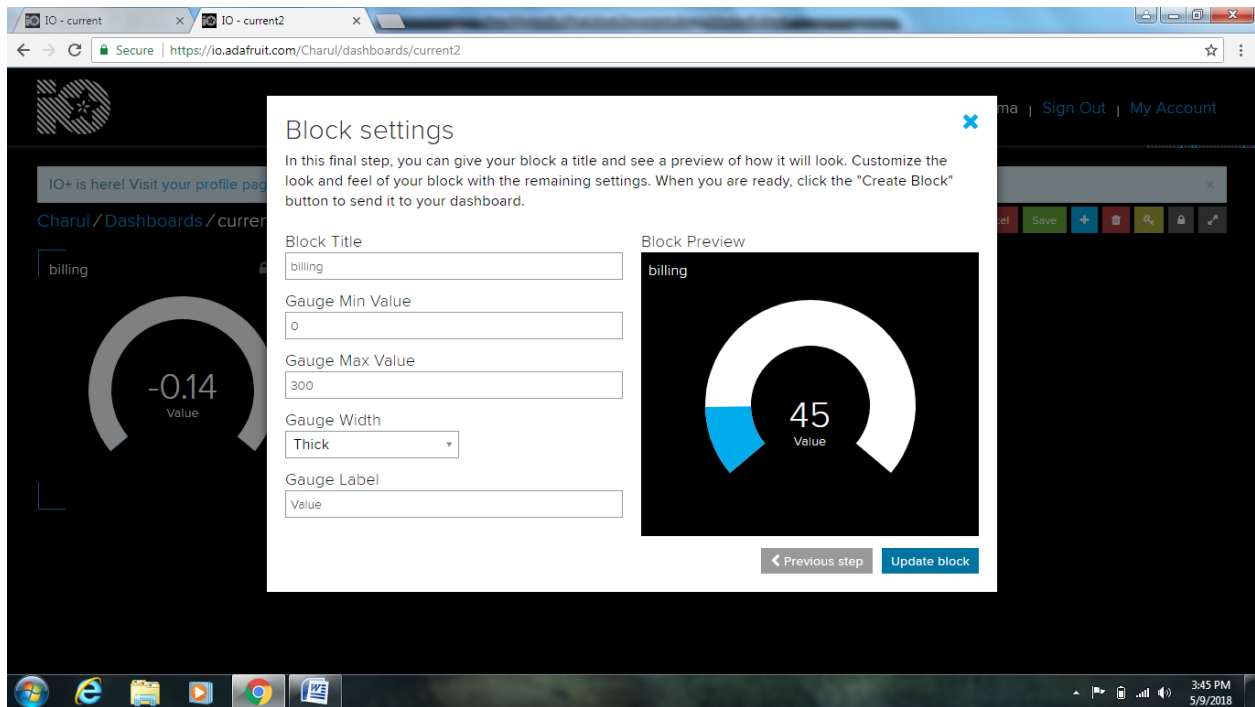 IO - current
IO - current2
Secure | https://io.adafruit.com/Charul/dashboards/current2
iO
ma | Sign Out | My Account
IO+ is here! Visit your profile pag
Charul / Dashboards / curren
cel
Save
billing
-0.14
Value
Block settings
In this final step, you can give your block a title and see a preview of how it will look. Customize the
look and feel of your block with the remaining settings. When you are ready, click the "Create Block"
button to send it to your dashboard.
Block Title
billing
Gauge Min Value
0
Gauge Max Value
300
Gauge Width
Thick
Gauge Label
Value
Block Preview
billing
45
Value
Previous step
Update block
3:45 PM
5/9/2018